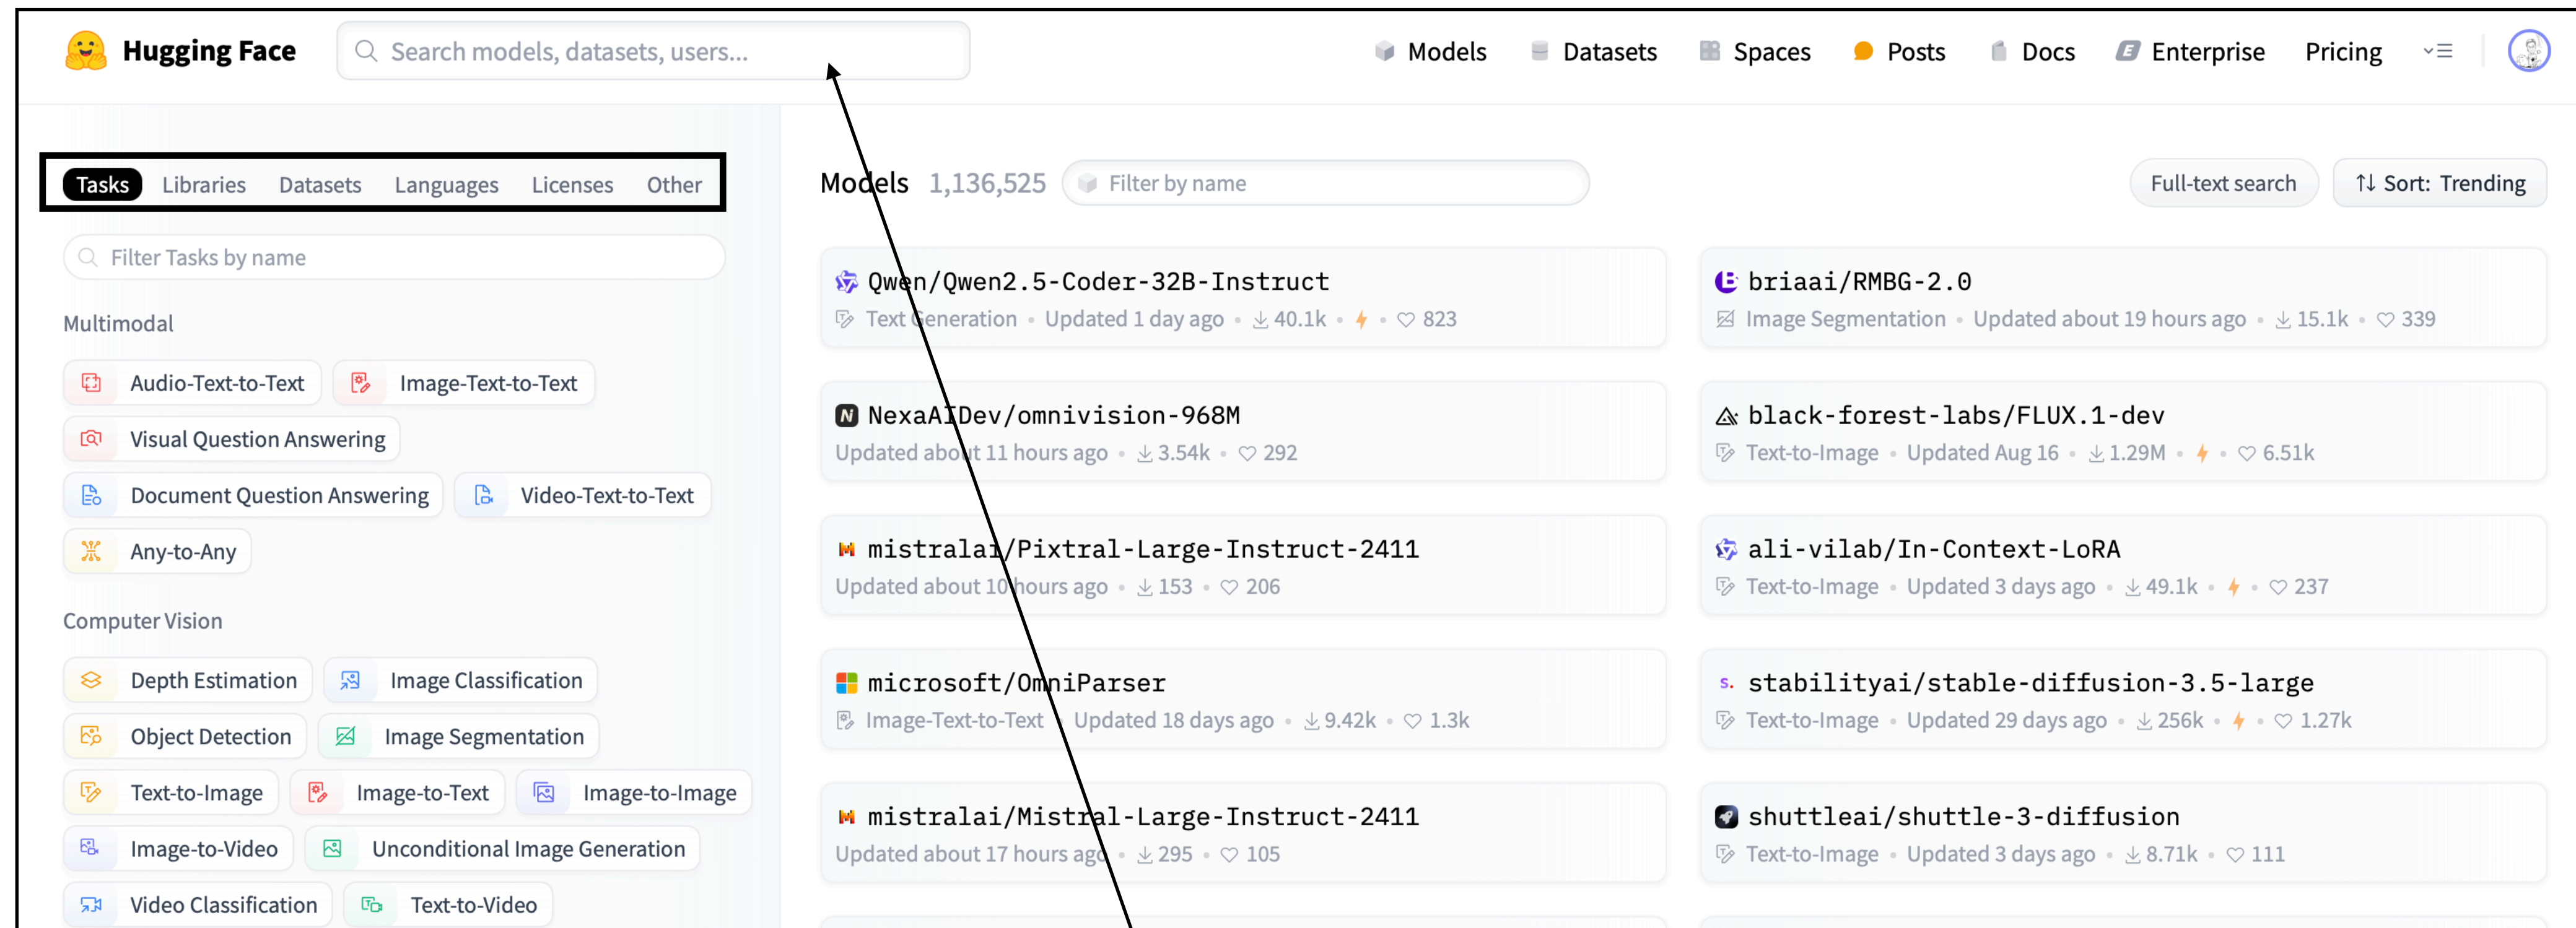 Hugging Face
Search models, datasets, users...
Models
Datasets
Spaces
Posts
Docs
Enterprise
Pricing
Tasks Libraries Datasets Languages Licenses Other
Filter Tasks by name
Multimodal
Audio-Text-to-Text Image-Text-to-Text
Visual Question Answering
Document Question Answering Video-Text-to-Text
Any-to-Any
Computer Vision
Depth Estimation Image Classification
Object Detection Image Segmentation
Text-to-Image Image-to-Text Image-to-Image
Image-to-Video Unconditional Image Generation
Video Classification Text-to-Video
Models 1,136,525 Filter by name
Full-text search
Sort: Trending
Qwen/Qwen2.5-Coder-32B-Instruct
Text Generation • Updated 1 day ago • 40.1k • • 823
briaai/RMBG-2.0
Image Segmentation • Updated about 19 hours ago • 15.1k • 339
NexaAIDev/omnivision-968M
Updated about 11 hours ago • 3.54k • 292
black-forest-labs/FLUX.1-dev
Text-to-Image • Updated Aug 16 • 1.29M • • 6.51k
mistralai/Pixtral-Large-Instruct-2411
Updated about 10 hours ago • 153 • 206
ali-vilab/In-Context-LoRA
Text-to-Image • Updated 3 days ago • 49.1k • • 237
microsoft/OmniParser
Image-Text-to-Text • Updated 18 days ago • 9.42k • 1.3k
stabilityai/stable-diffusion-3.5-large
Text-to-Image • Updated 29 days ago • 256k • • 1.27k
mistralai/Mistral-Large-Instruct-2411
Updated about 17 hours ago • 295 • 105
shuttleai/shuttle-3-diffusion
Text-to-Image • Updated 3 days ago • 8.71k • 111